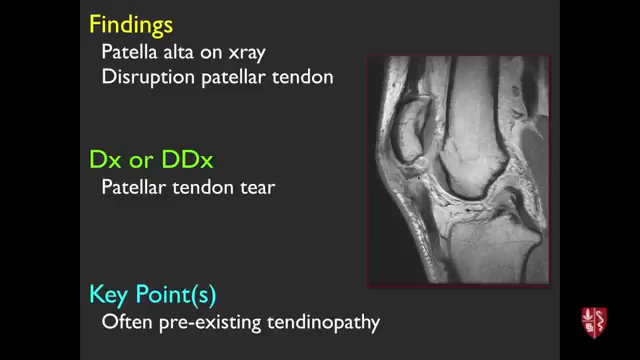 Findings
Patella alta on xray
Disruption patellar tendon
Dx or DDx
Patellar tendon tear
Key Point(s)
Often pre-existing tendinopathy